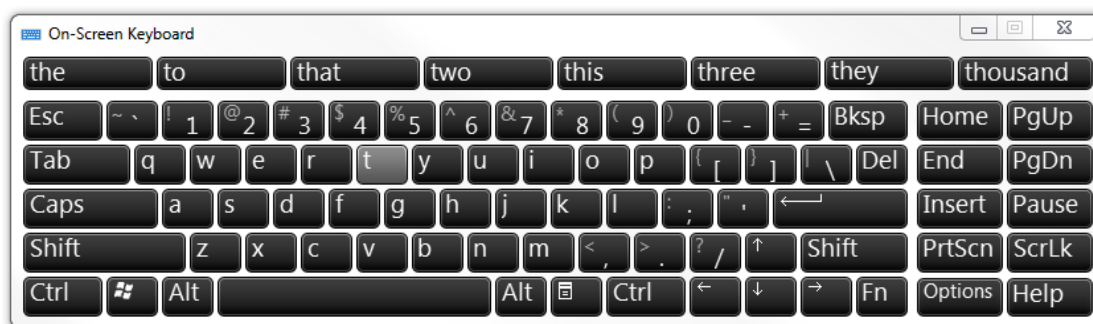 On-Screen Keyboard
the to that two this three they thousand
Esc ~ ` ! 1 @ 2 # 3 $ 4 % 5 ^ 6 & 7 * 8 ( 9 ) 0 _ - + = Bksp Home PgUp
Tab q w e r t y u i o p { [ } ] | \ Del End PgDn
Caps a s d f g h j k l : ; " ' Insert Pause
Shift z x c v b n m < , > . ? / ↑ Shift PrtScn ScrLk
Ctrl Alt Alt Ctrl ← ↓ → Fn Options Help